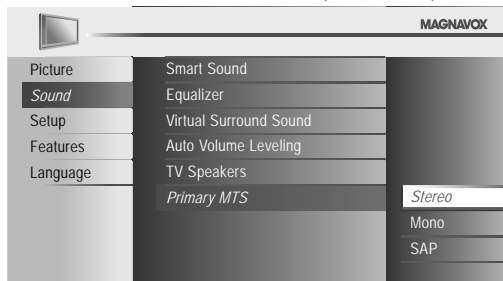 MAGNAVOX
Picture
Sound
Setup
Features
Language
Smart Sound
Equalizer
Virtual Surround Sound
Auto Volume Leveling
TV Speakers
Primary MTS
Stereo
Mono
SAP